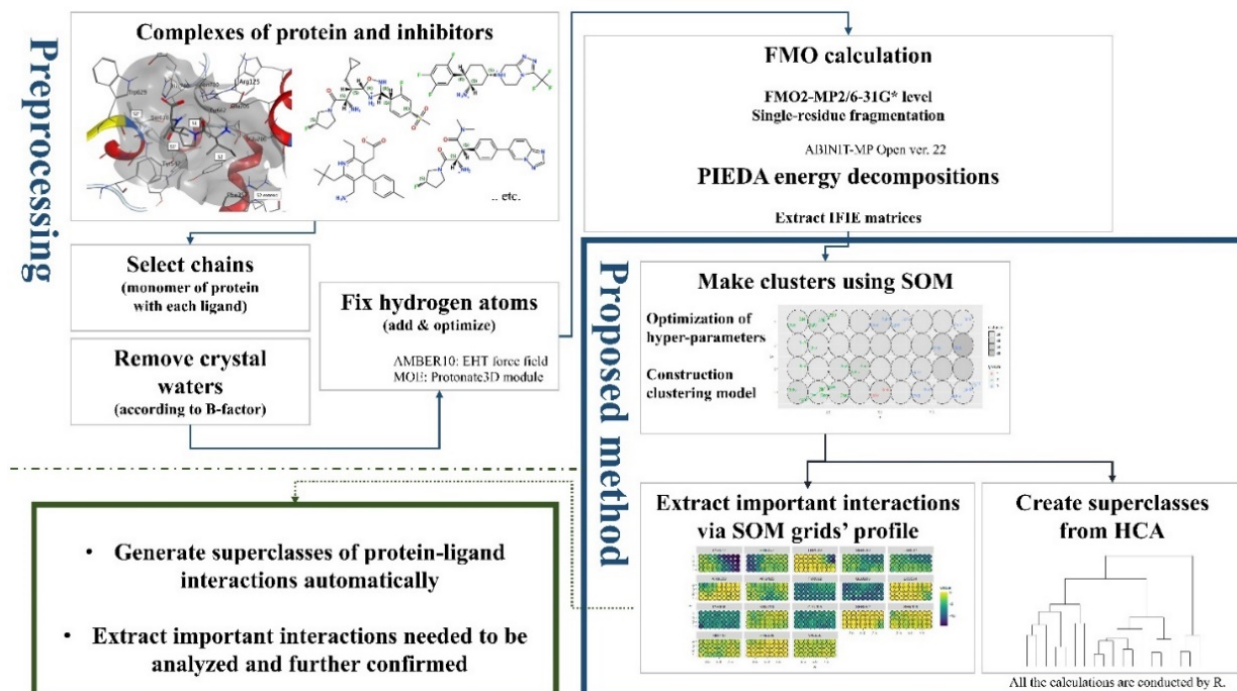 Preprocessing
Complexes of protein and inhibitors
Arg125
.. etc.
Select chains
(monomer of protein
with each ligand)
Remove crystal
waters
(according to B-factor)
Fix hydrogen atoms
(add & optimize)
AMBER10: EHT force field
MOE: Protonate3D module
FMO calculation
FMO2-MP2/6-31G* level
Single-residue fragmentation
ABINIT-MP Open ver. 22
PIEDA energy decompositions
Extract IFIE matrices
Proposed method
Make clusters using SOM
Optimization of
hyper-parameters
Construction
clustering model
Extract important interactions
via SOM grids' profile
Create superclasses
from HCA
All the calculations are conducted by R.
• Generate superclasses of protein-ligand
interactions automatically
• Extract important interactions needed to be
analyzed and further confirmed